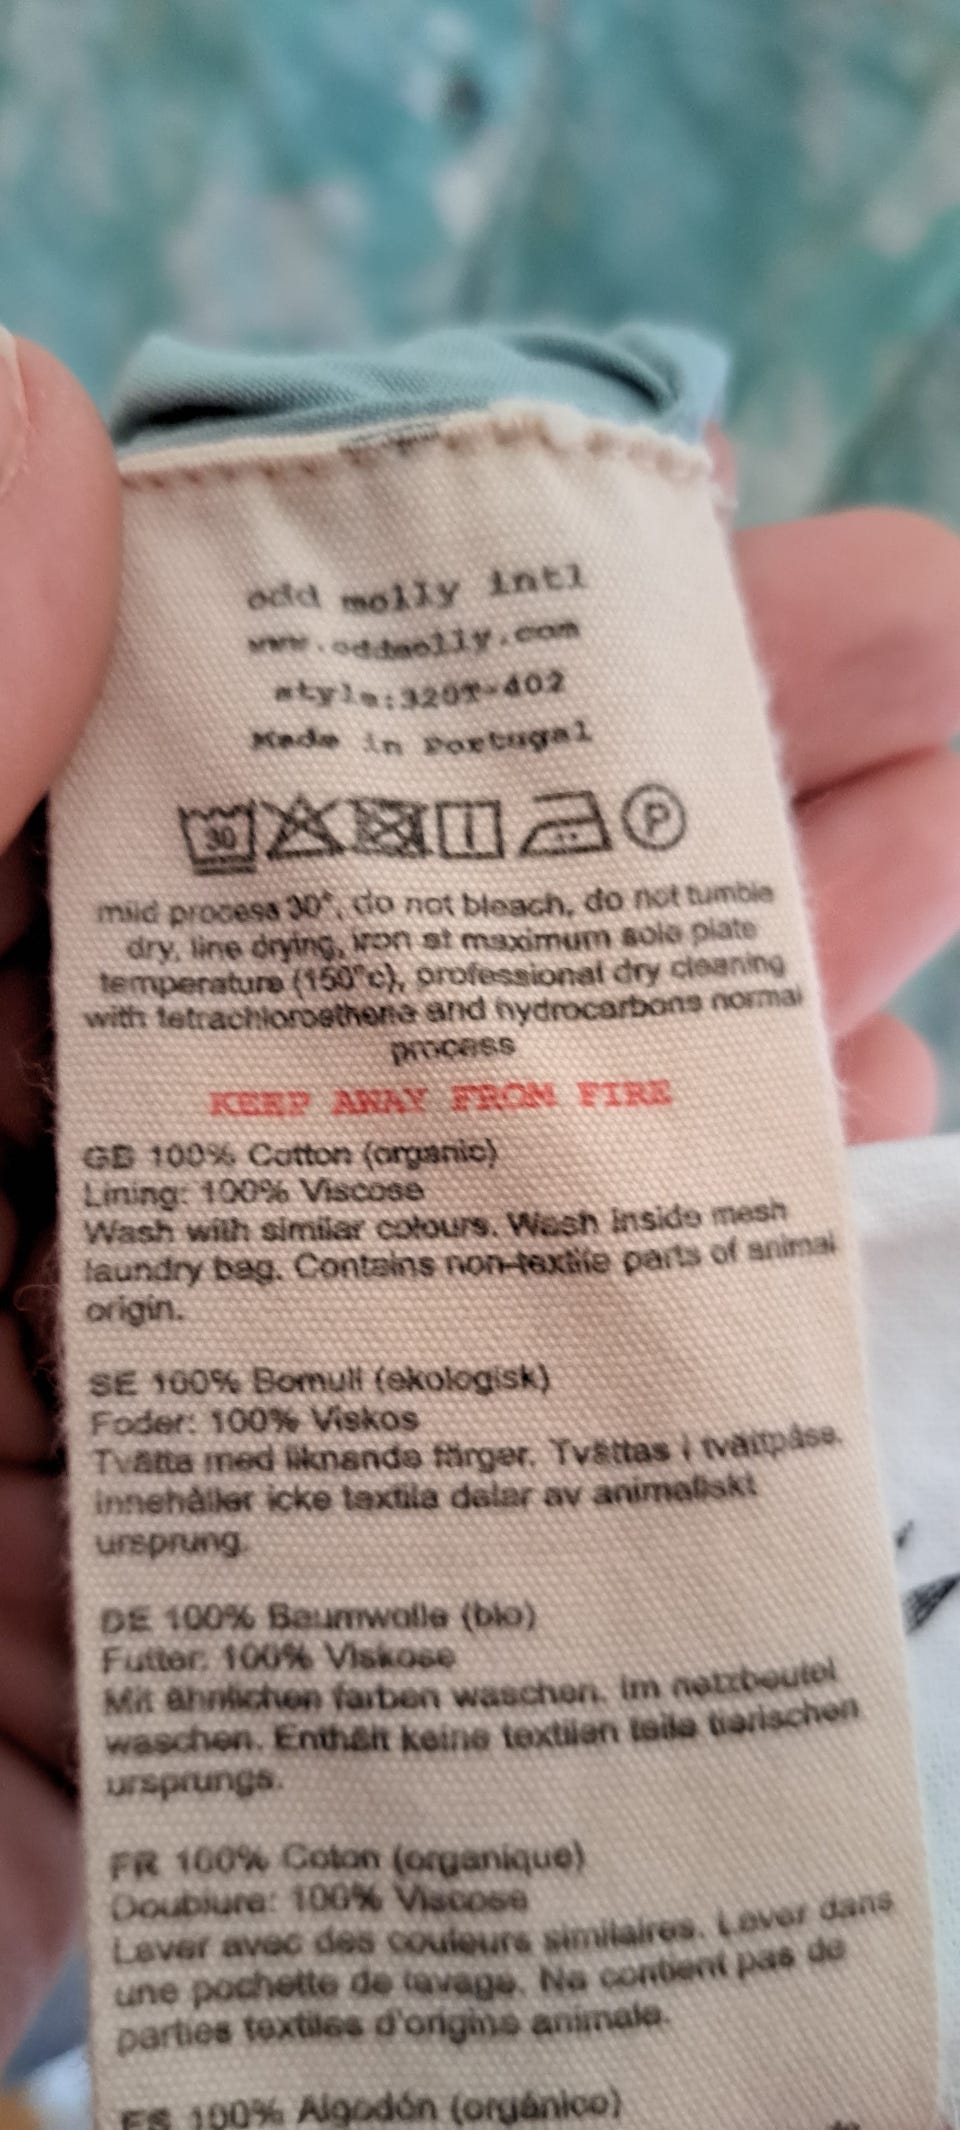 odd molly intl
www.oddmolly.com
style:320T-402
Made in Portugal
30 P
mild process 30°, do not bleach, do not tumble
dry, line drying, iron at maximum sole plate
temperature (150°c), professional dry cleaning
with tetrachloroethene and hydrocarbons normal
process
KEEP AWAY FROM FIRE
GB 100% Cotton (organic)
Lining: 100% Viscose
Wash with similar colours. Wash inside mesh
laundry bag. Contains non-textile parts of animal
origin.
SE 100% Bomull (ekologisk)
Foder: 100% Viskos
Tvätta med liknande färger. Tvättas i tvättpåse.
Innehåller icke textila delar av animaliskt
ursprung.
DE 100% Baumwolle (bio)
Futter: 100% Viskose
Mit ähnlichen farben waschen. Im netzbeutel
waschen. Enthält keine textilen teile tierischen
ursprungs.
FR 100% Coton (organique)
Doublure: 100% Viscose
Laver avec des couleurs similaires. Laver dans
une pochette de lavage. Ne contient pas de
parties textiles d'origine animale.
ES 100% Algodón (orgánico)